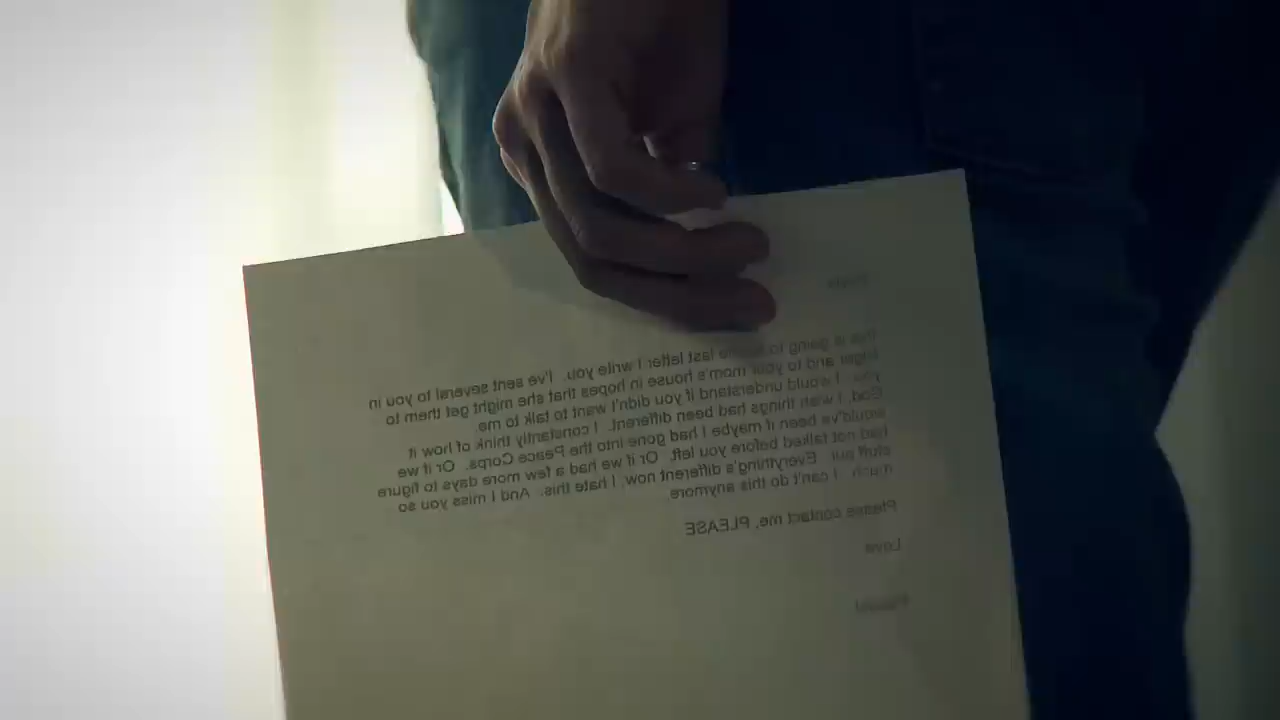 this is going to be the last letter I write you. I've sent several to you in
Niger and to your mom's house in hopes that she might get them to
you. I would understand if you didn't want to talk to me.
God, I wish things had been different. I constantly think of how it
would've been if maybe I had gone into the Peace Corps. Or if we
had not talked before you left. Or if we had a few more days to figure
stuff out. Everything's different now, I hate this. And I miss you so
much. I can't do this anymore.
Please contact me, PLEASE
Love